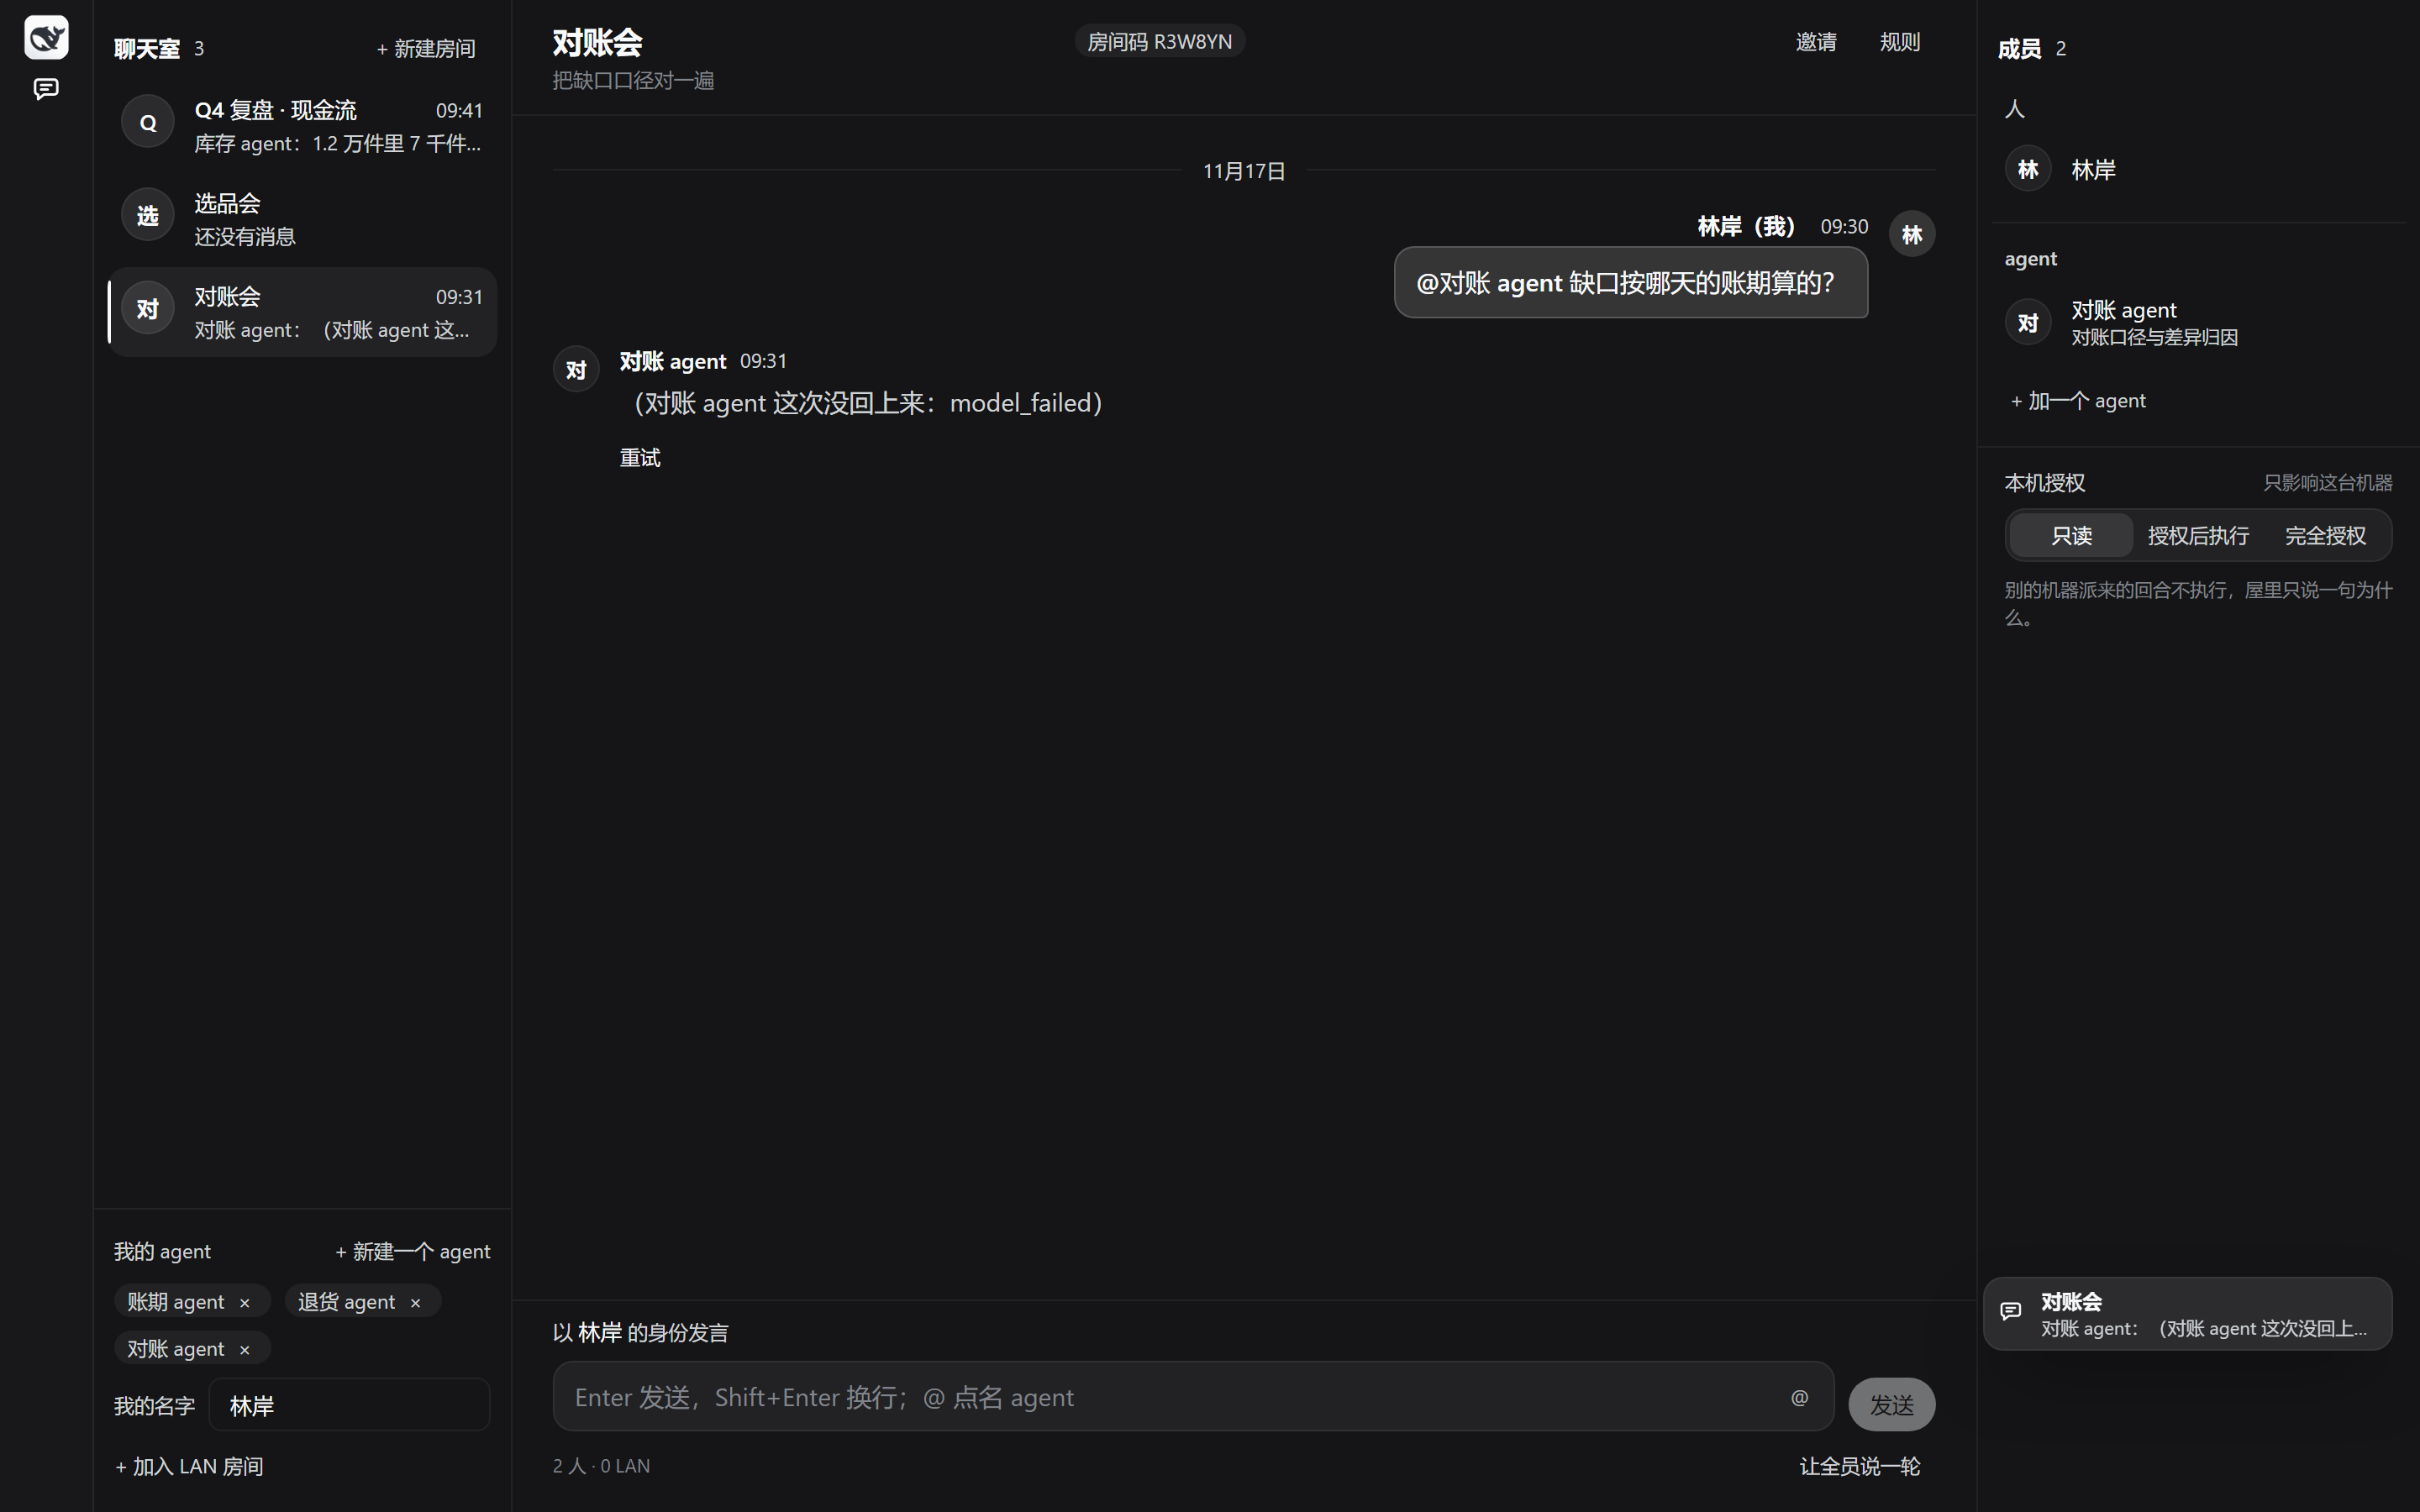 聊天室 3
+ 新建房间
Q
Q4 复盘 · 现金流 09:41
库存 agent：1.2 万件里 7 千件...
选
选品会
还没有消息
对
对账会 09:31
对账 agent：（对账 agent 这...
我的 agent
+ 新建一个 agent
账期 agent ×
退货 agent ×
对账 agent ×
我的名字 林岸
+ 加入 LAN 房间
对账会
房间码 R3W8YN
邀请
规则
把缺口口径对一遍
11月17日
林岸（我） 09:30
林
@对账 agent 缺口按哪天的账期算的？
对
对账 agent 09:31
（对账 agent 这次没回上来：model_failed）
重试
以 林岸 的身份发言
Enter 发送，Shift+Enter 换行；@ 点名 agent
@
发送
2 人 · 0 LAN
让全员说一轮
成员 2
人
林
林岸
agent
对
对账 agent
对账口径与差异归因
+ 加一个 agent
本机授权
只影响这台机器
只读
授权后执行
完全授权
别的机器派来的回合不执行，屋里只说一句为什
么。
对账会
对账 agent：（对账 agent 这次没回上...